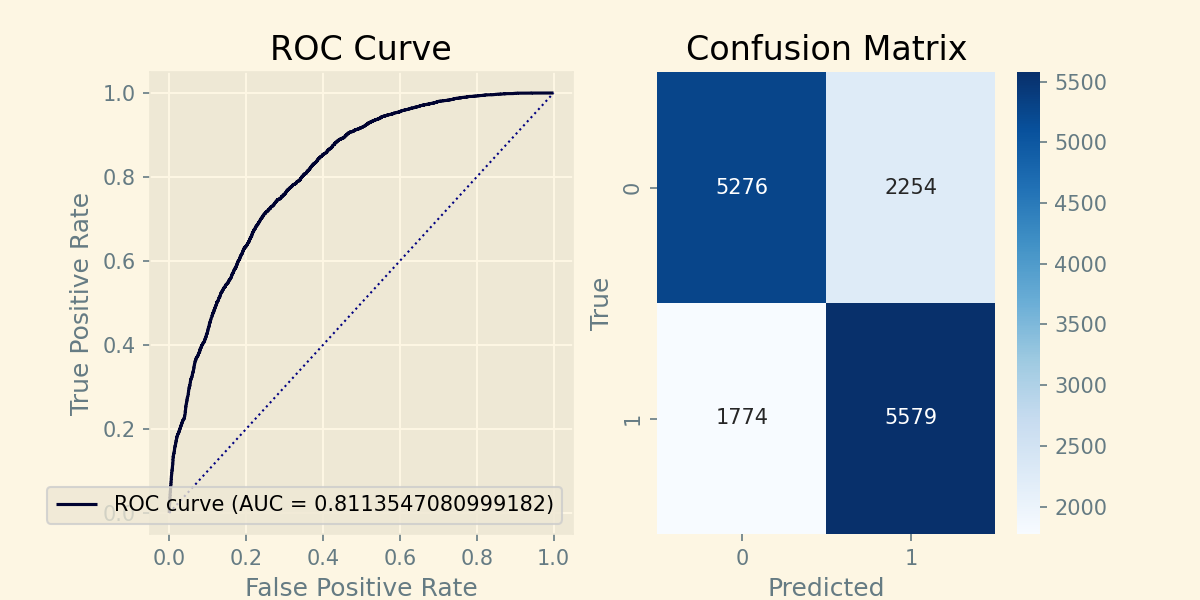 ROC Curve
True Positive Rate
1.0
0.8
0.6
0.4
0.2
0.0
ROC curve (AUC = 0.8113547080999182)
0.0 0.2 0.4 0.6 0.8 1.0
False Positive Rate
Confusion Matrix
True
0
5276 2254
1
1774 5579
0 1
Predicted
5500
5000
4500
4000
3500
3000
2500
2000